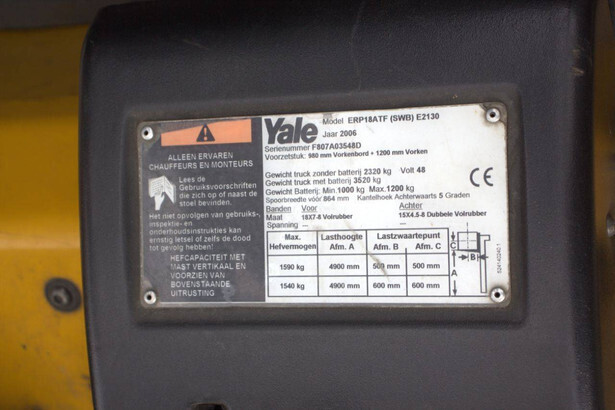 Yale
Model ERP18ATF (SWB) E2130
Jaar 2006
Serienummer F807A03548D
Voorzetstuk: 980 mm Vorkenbord + 1200 mm Vorken
ALLEEN ERVAREN
CHAUFFEURS EN MONTEURS
Lees de
Gebruiksvoorschriften
die zich op of naast de
stoel bevinden.
Het niet opvolgen van gebruiks-,
inspektie- en
onderhoudsinstrukties kan
ernstig letsel of zelfs de dood
tot gevolg hebben!
HEFCAPACITEIT MET
MAST VERTIKAAL EN
VOORZIEN VAN
BOVENSTAANDE
UITRUSTING
Gewicht truck zonder batterij 2320 kg Volt 48
Gewicht truck met batterij 3520 kg
Gewicht Batterij: Min.1000 kg Max.1200 kg
Spoorbreedte vóór 864 mm Kantelhoek Achterwaarts 5 Graden
CE
Banden Voor Achter
Maat 18X7-8 Volrubber 15X4.5-8 Dubbele Volrubber
Spanning --- ---
Max. Hefvermogen Lasthoogte Afm. A Lastzwaartepunt Afm. B Afm. C
1590 kg 4900 mm 500 mm 500 mm
1540 kg 4900 mm 600 mm 600 mm
C
B
A
524140240-1